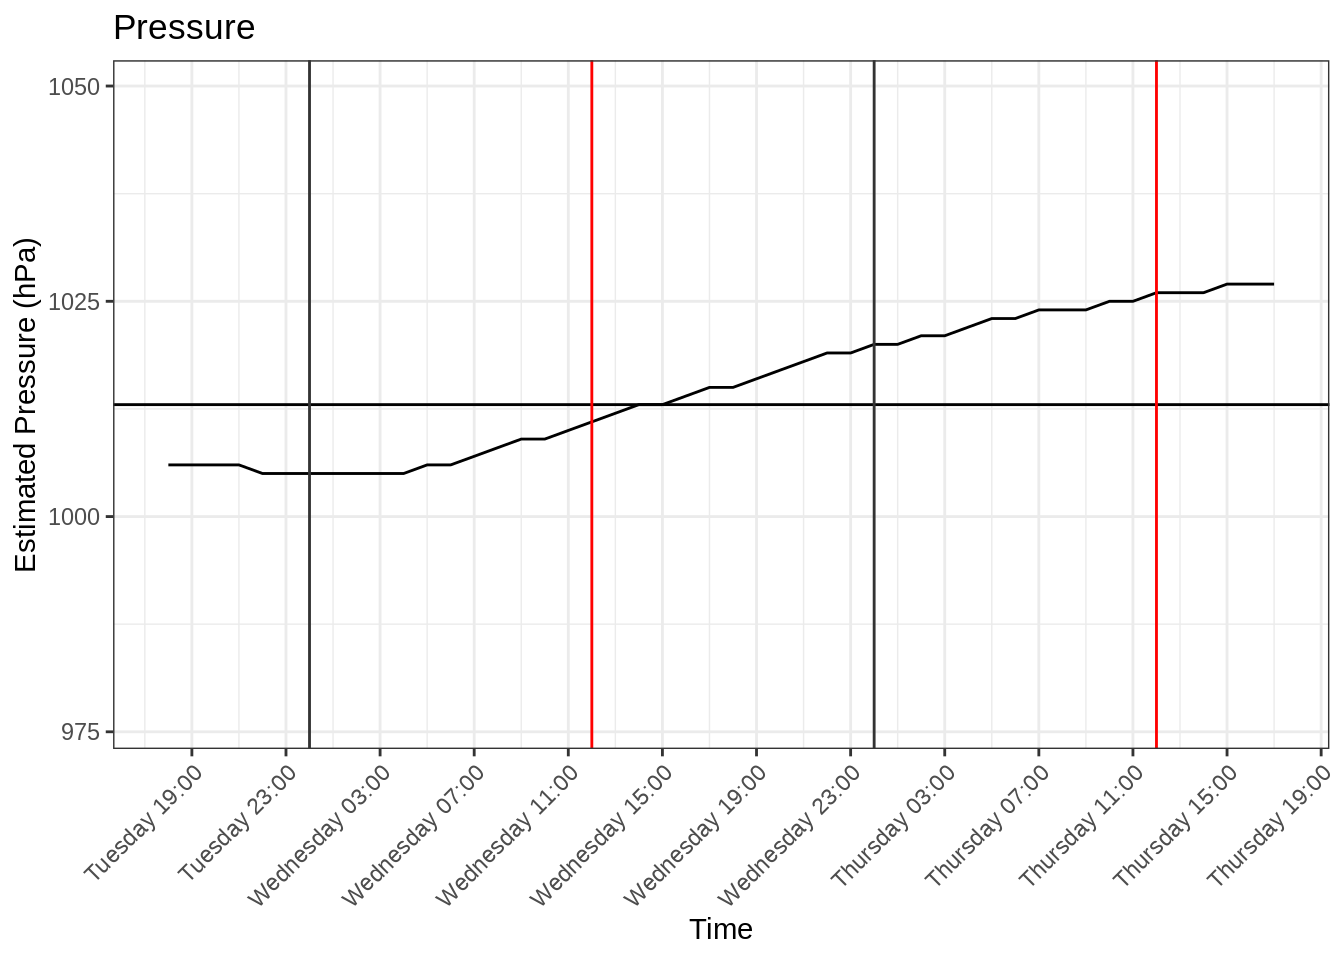 Pressure
Estimated Pressure (hPa)
1050
1025
1000
975
Tuesday 19:00
Tuesday 23:00
Wednesday 03:00
Wednesday 07:00
Wednesday 11:00
Wednesday 15:00
Wednesday 19:00
Wednesday 23:00
Thursday 03:00
Thursday 07:00
Thursday 11:00
Thursday 15:00
Thursday 19:00
Time